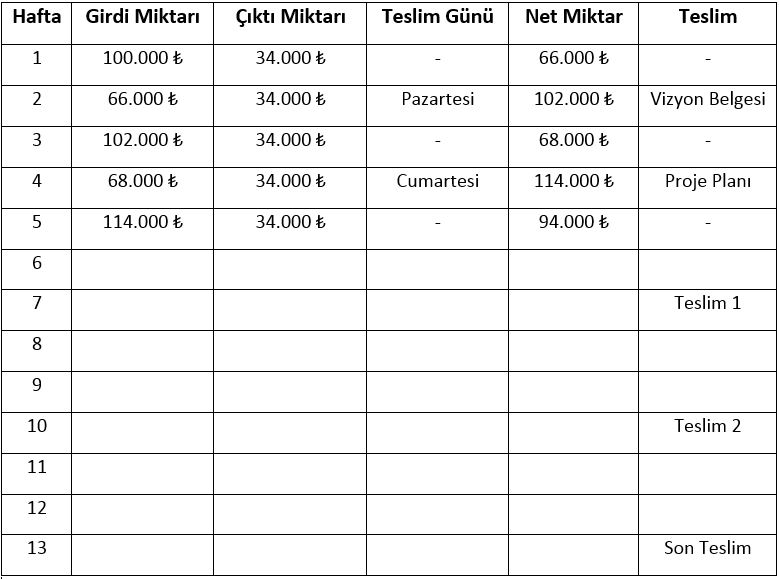 Hafta Girdi Miktarı Çıktı Miktarı Teslim Günü Net Miktar Teslim
1 100.000 ₺ 34.000 ₺ - 66.000 ₺ -
2 66.000 ₺ 34.000 ₺ Pazartesi 102.000 ₺ Vizyon Belgesi
3 102.000 ₺ 34.000 ₺ - 68.000 ₺ -
4 68.000 ₺ 34.000 ₺ Cumartesi 114.000 ₺ Proje Planı
5 114.000 ₺ 34.000 ₺ - 94.000 ₺ -
6
7 Teslim 1
8
9
10 Teslim 2
11
12
13 Son Teslim